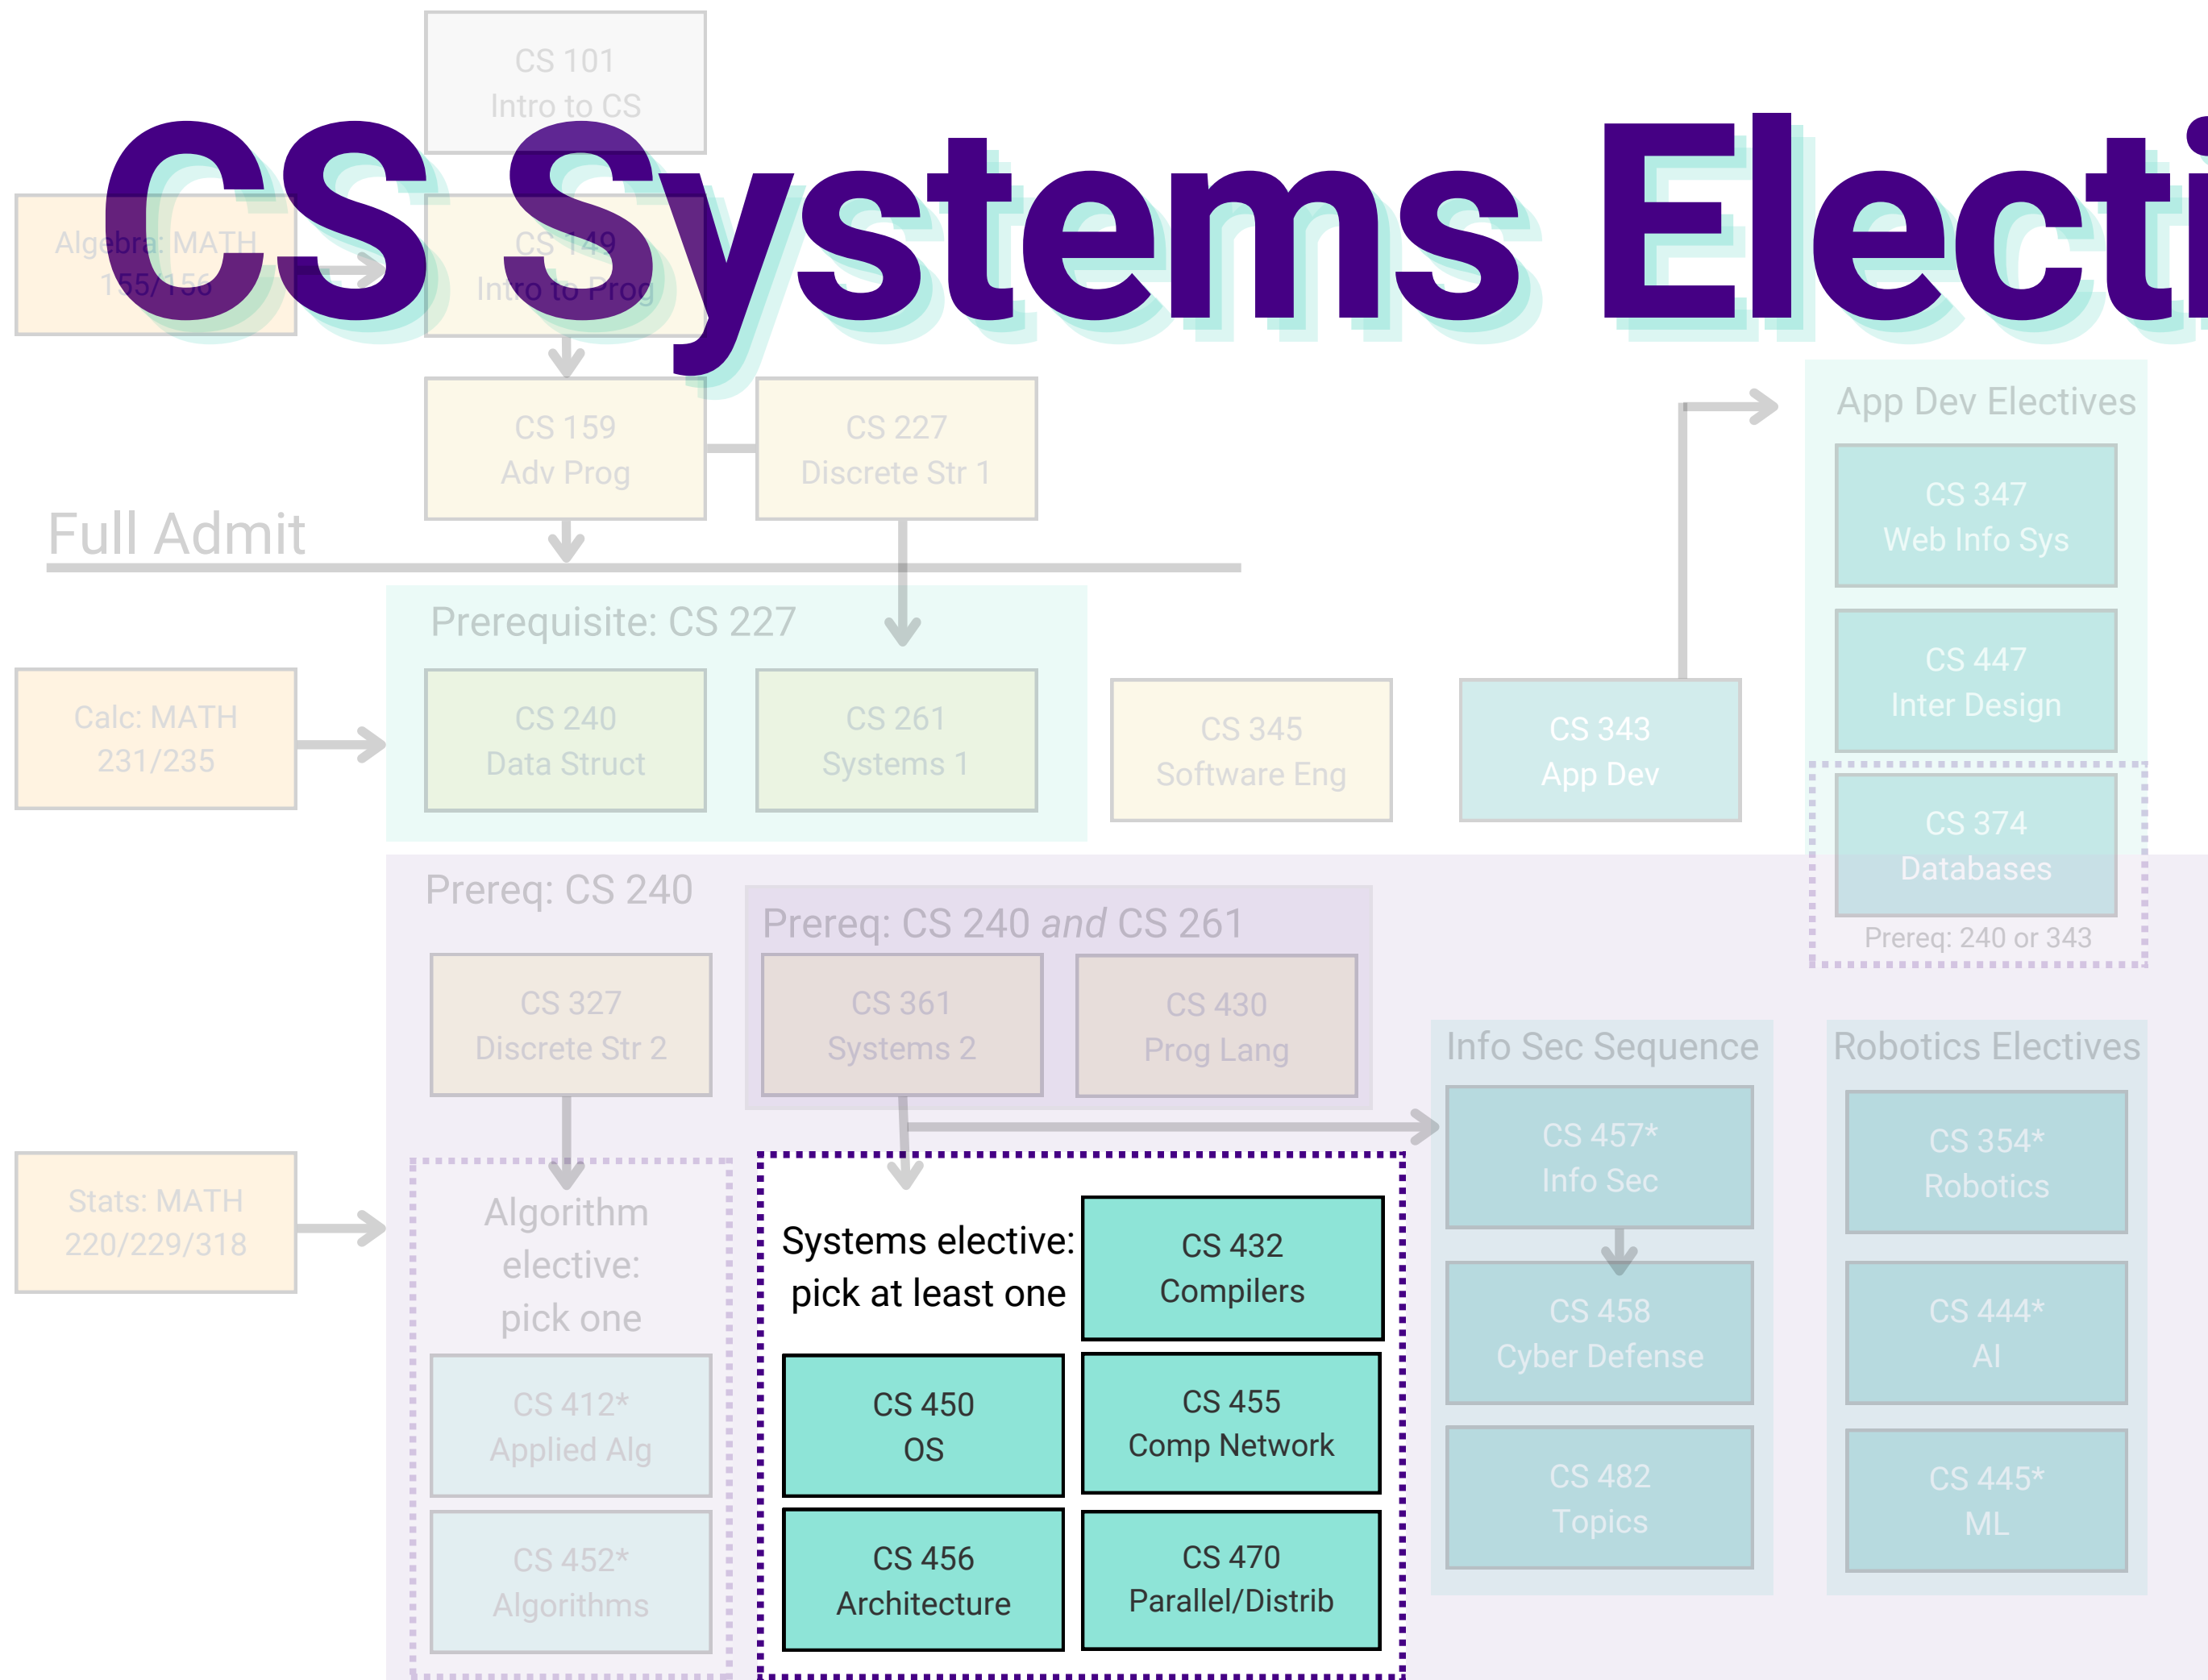 CS 101
Intro to CS
CS Systems Electi
Algebra: MATH
155/156
CS 149
Intro to Prog
CS 159
Adv Prog
CS 227
Discrete Str 1
App Dev Electives
CS 347
Web Info Sys
CS 447
Inter Design
CS 374
Databases
Prereq: 240 or 343
Full Admit
Prerequisite: CS 227
Calc: MATH
231/235
CS 240
Data Struct
CS 261
Systems 1
CS 345
Software Eng
CS 343
App Dev
Prereq: CS 240
Prereq: CS 240 and CS 261
CS 327
Discrete Str 2
CS 361
Systems 2
CS 430
Prog Lang
Info Sec Sequence
CS 457*
Info Sec
CS 458
Cyber Defense
CS 482
Topics
Robotics Electives
CS 354*
Robotics
CS 444*
AI
CS 445*
ML
Stats: MATH
220/229/318
Algorithm
elective:
pick one
CS 412*
Applied Alg
CS 452*
Algorithms
Systems elective:
pick at least one
CS 432
Compilers
CS 450
OS
CS 455
Comp Network
CS 456
Architecture
CS 470
Parallel/Distrib